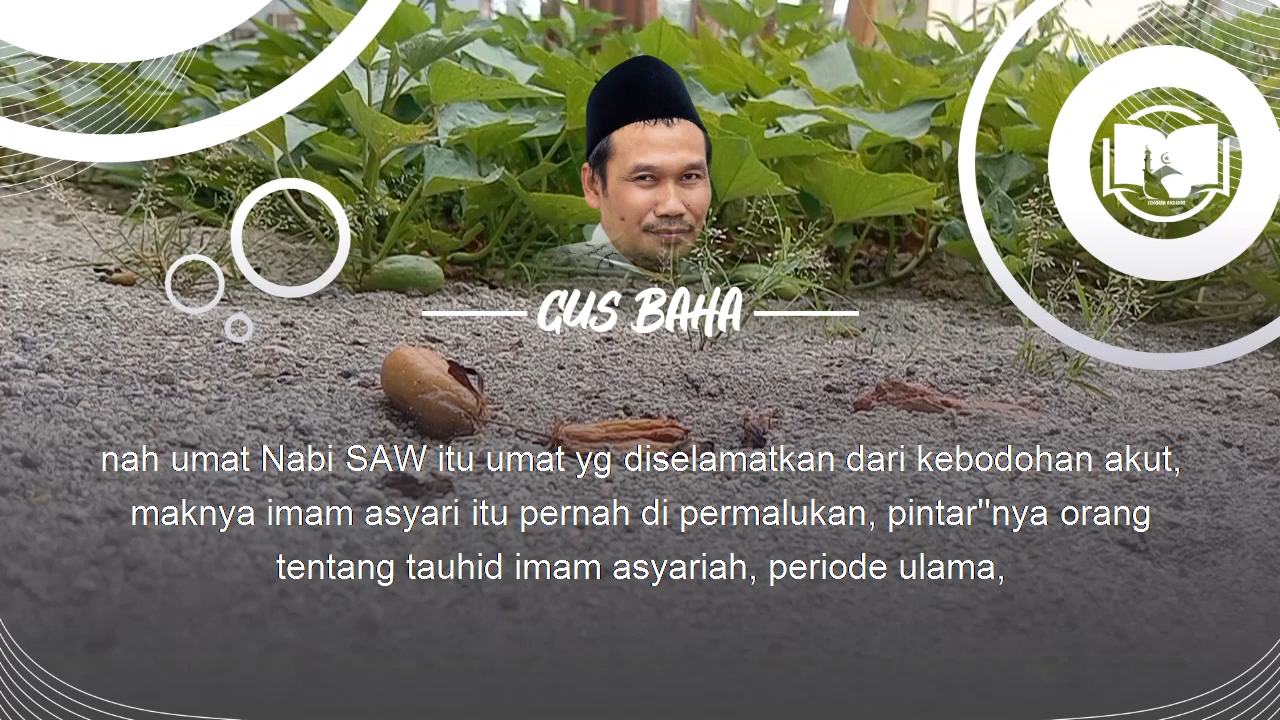 GUS BAHA
nah umat Nabi SAW itu umat yg diselamatkan dari kebodohan akut,
maknya imam asyari itu pernah di permalukan, pintar"nya orang
tentang tauhid imam asyariah, periode ulama,